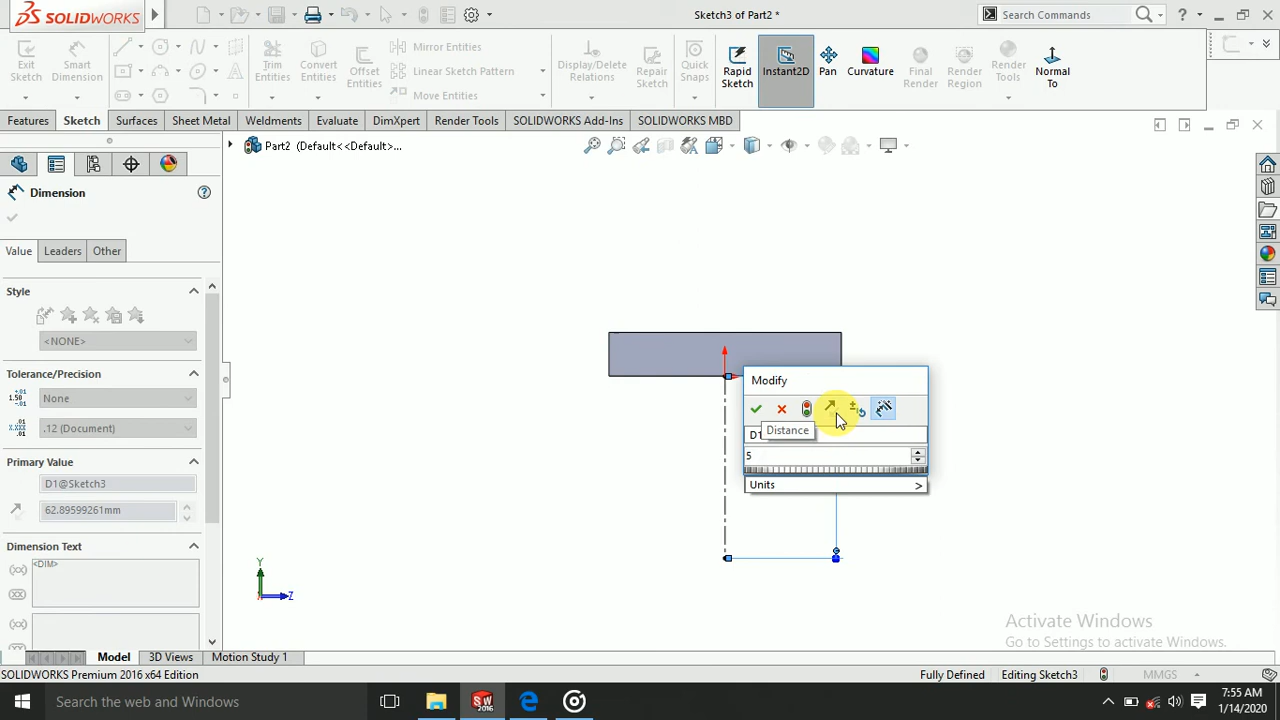 SOLIDWORKS
Sketch3 of Part2 *
Search Commands
?
Exit Sketch
Smart Dimension
Trim Entities
Convert Entities
Offset Entities
Mirror Entities
Linear Sketch Pattern
Move Entities
Display/Delete Relations
Repair Sketch
Quick Snaps
Rapid Sketch
Instant2D
Pan
Curvature
Final Render
Render Region
Render Tools
Normal To
Features
Sketch
Surfaces
Sheet Metal
Weldments
Evaluate
DimXpert
Render Tools
SOLIDWORKS Add-Ins
SOLIDWORKS MBD
Part2 (Default<<Default>...
Dimension
?
Value
Leaders
Other
Style
<NONE>
Tolerance/Precision
None
.12 (Document)
Primary Value
D1@Sketch3
62.89599261mm
Dimension Text
<DIM>
Modify
Distance
D1
5
Units >
Y
Z
Activate Windows
Go to Settings to activate Windows.
Model
3D Views
Motion Study 1
SOLIDWORKS Premium 2016 x64 Edition
Fully Defined
Editing Sketch3
MMGS
Search the web and Windows
SW
2016
7:55 AM
1/14/2020